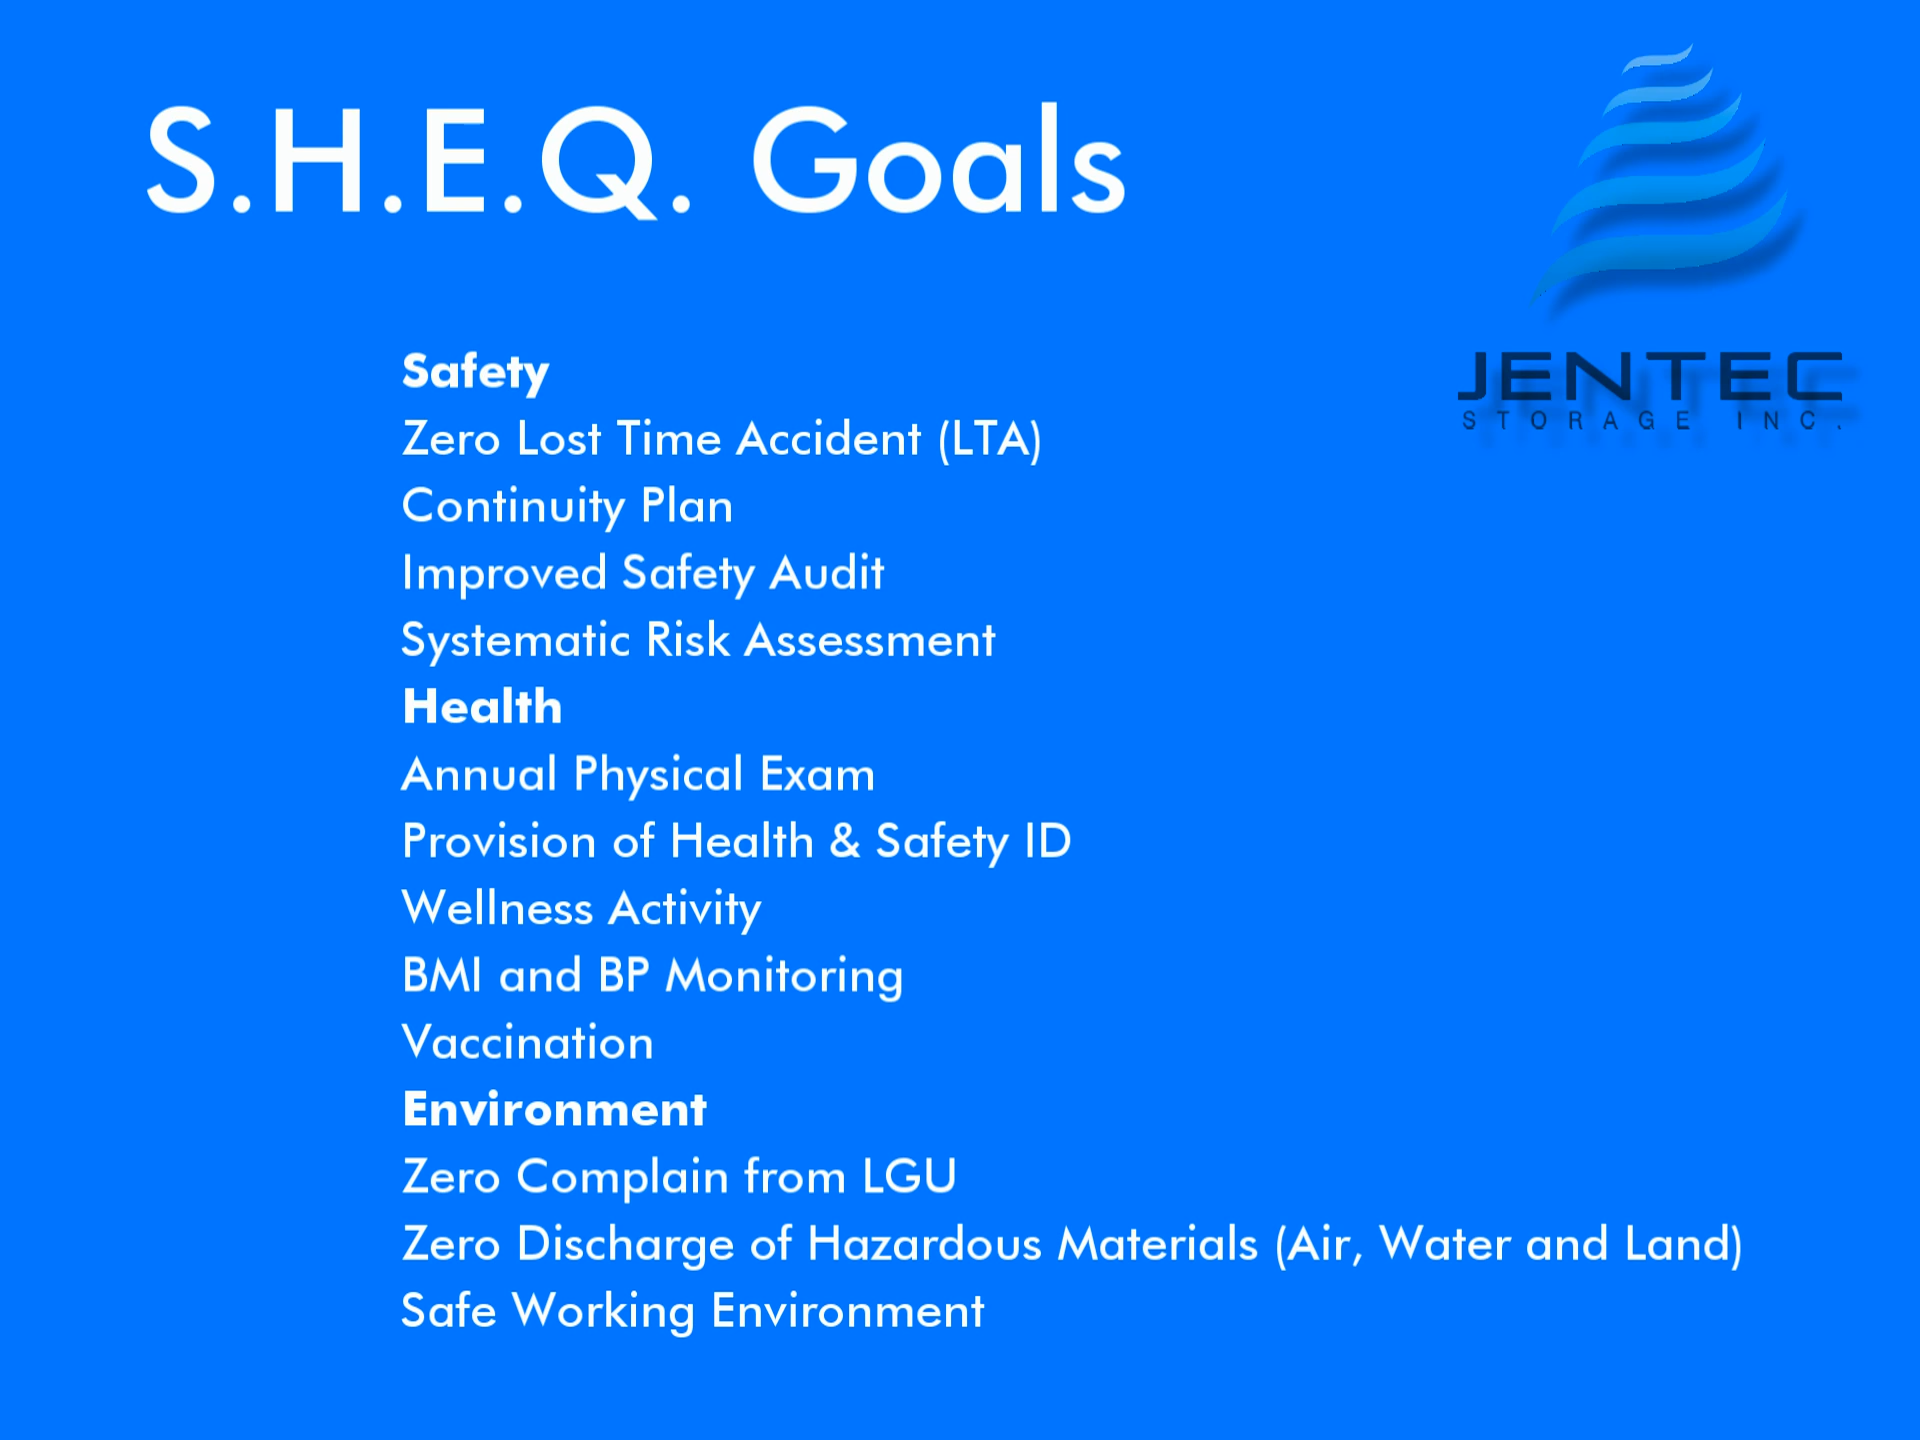 S.H.E.Q. Goals
JENTEC
STORAGE INC.
Safety
Zero Lost Time Accident (LTA)
Continuity Plan
Improved Safety Audit
Systematic Risk Assessment
Health
Annual Physical Exam
Provision of Health & Safety ID
Wellness Activity
BMI and BP Monitoring
Vaccination
Environment
Zero Complain from LGU
Zero Discharge of Hazardous Materials (Air, Water and Land)
Safe Working Environment